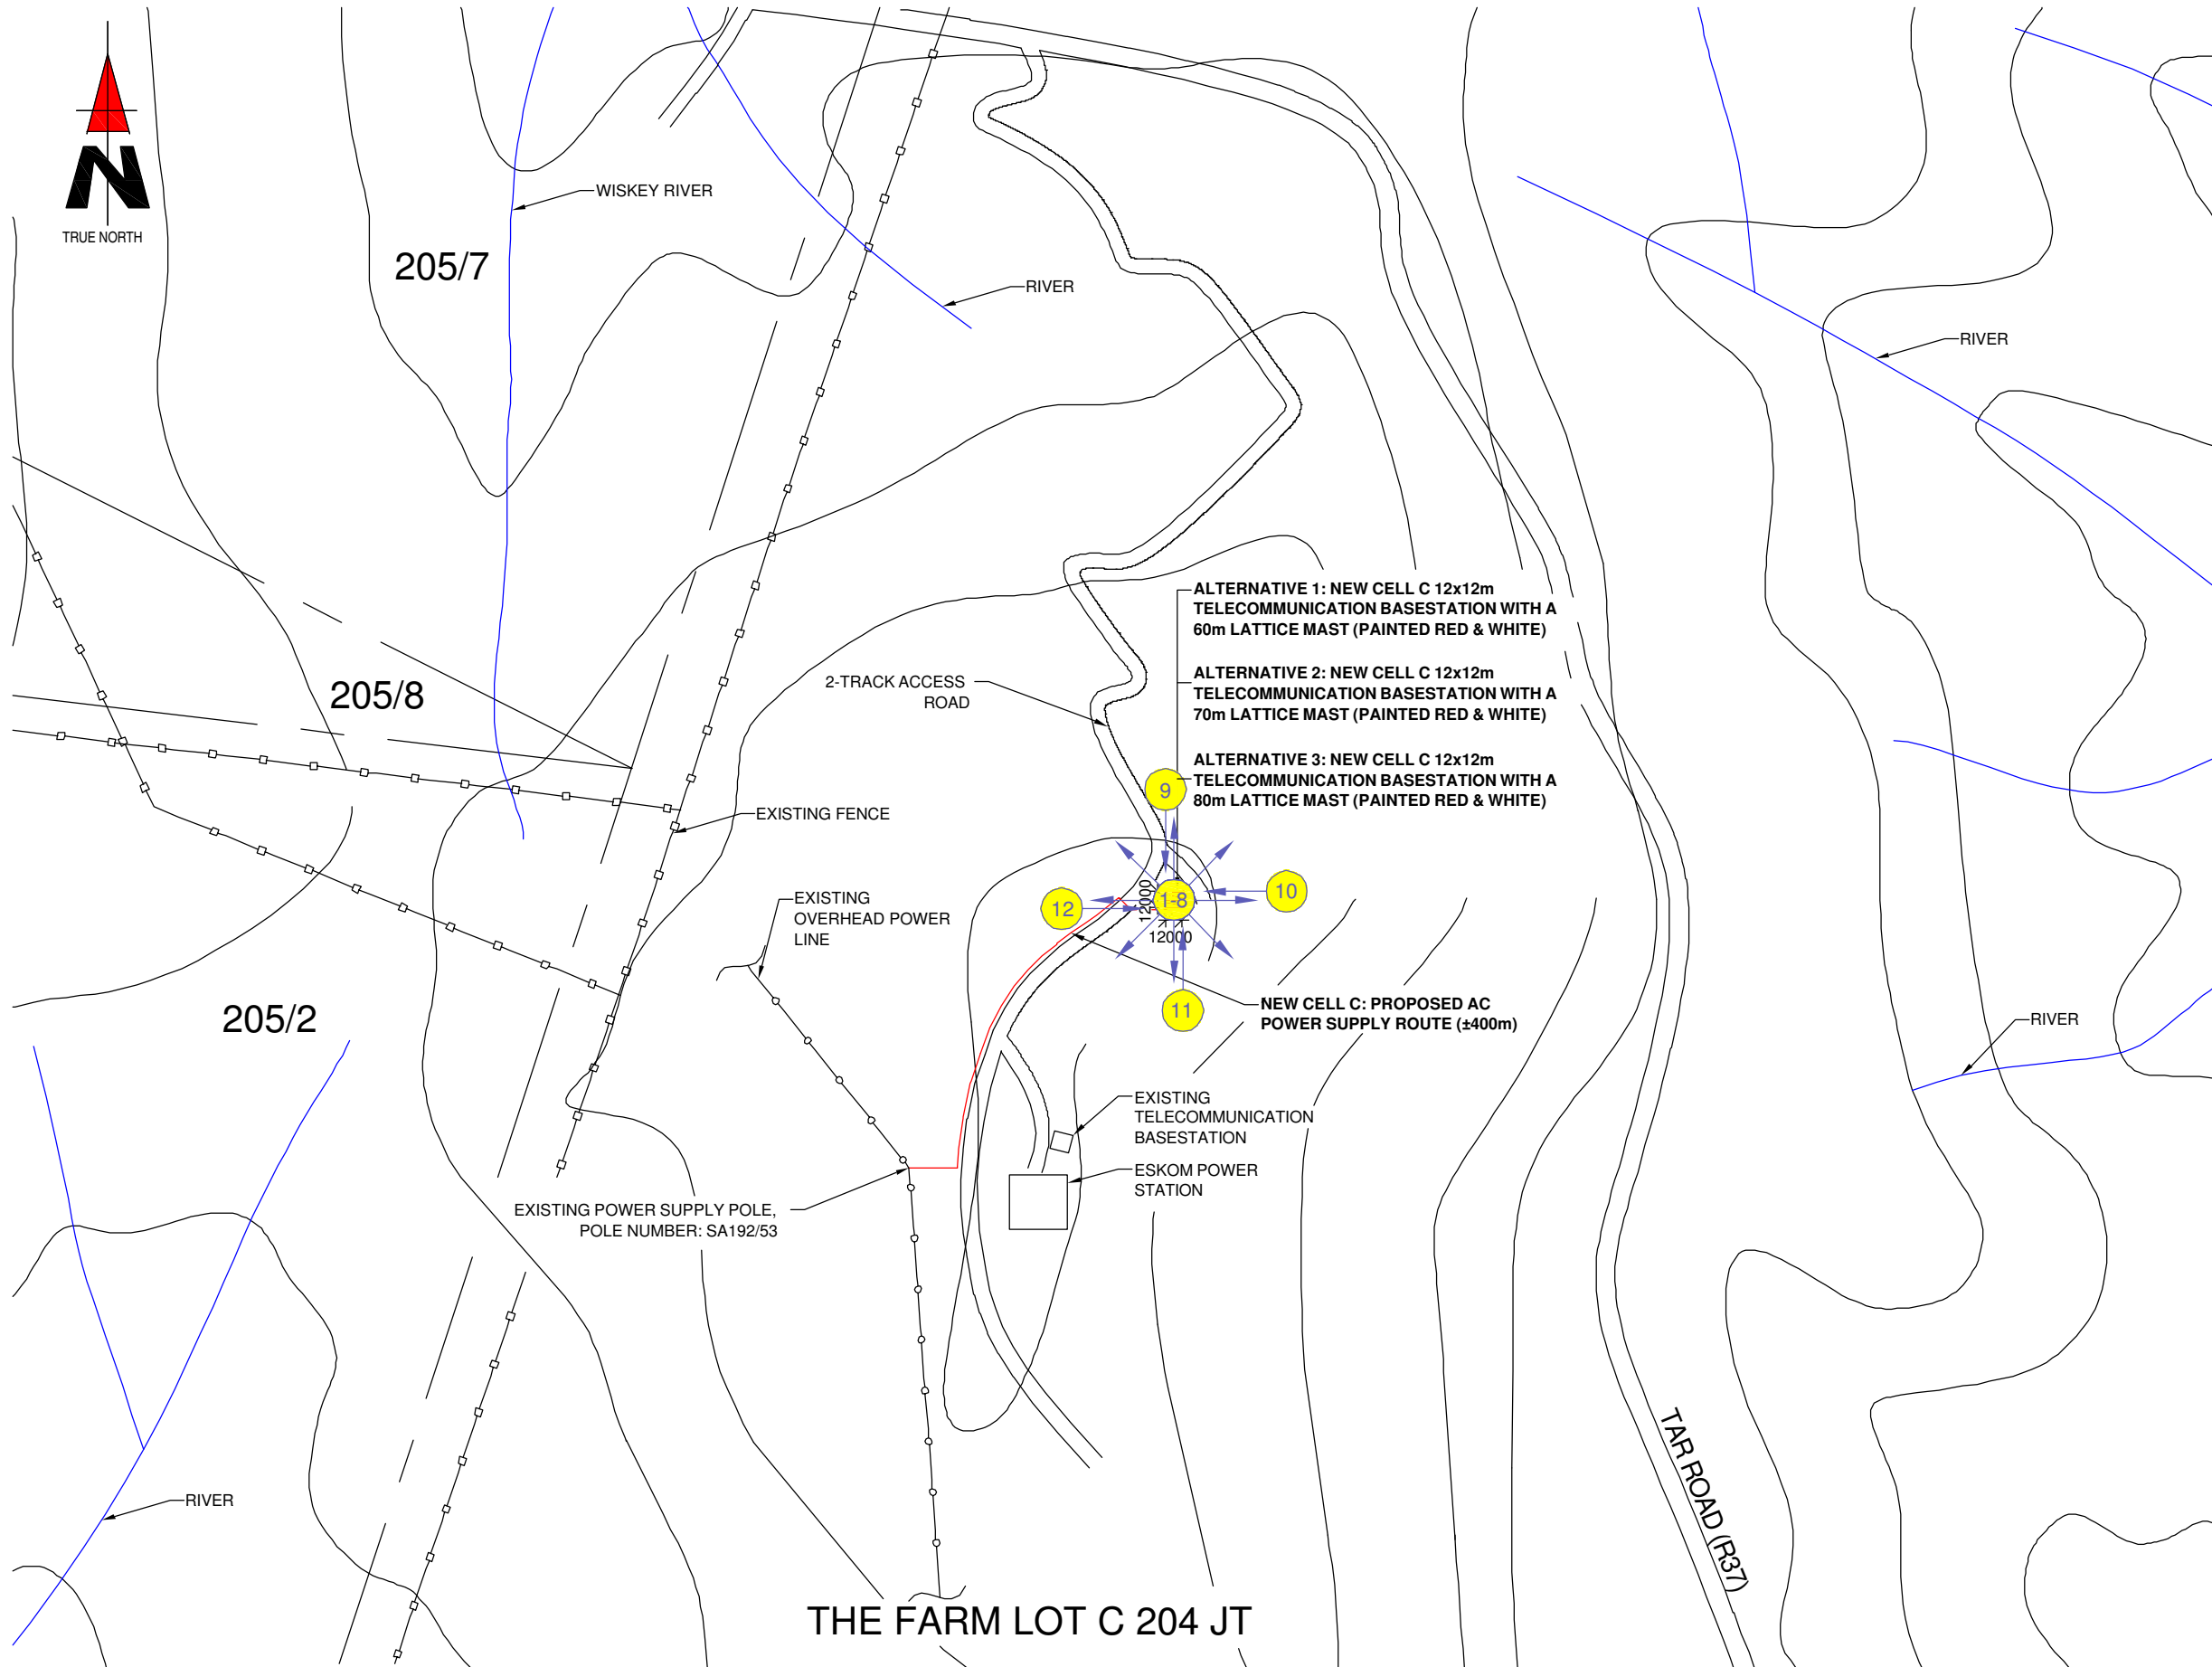 N
TRUE NORTH
WISKEY RIVER
205/7
RIVER
RIVER
ALTERNATIVE 1: NEW CELL C 12x12m
TELECOMMUNICATION BASESTATION WITH A
60m LATTICE MAST (PAINTED RED & WHITE)
205/8
2-TRACK ACCESS
ROAD
ALTERNATIVE 2: NEW CELL C 12x12m
TELECOMMUNICATION BASESTATION WITH A
70m LATTICE MAST (PAINTED RED & WHITE)
ALTERNATIVE 3: NEW CELL C 12x12m
TELECOMMUNICATION BASESTATION WITH A
80m LATTICE MAST (PAINTED RED & WHITE)
9
EXISTING FENCE
EXISTING
OVERHEAD POWER
LINE
12
12000
1-8
10
12000
11
NEW CELL C: PROPOSED AC
POWER SUPPLY ROUTE (±400m)
205/2
RIVER
EXISTING
TELECOMMUNICATION
BASESTATION
ESKOM POWER
STATION
EXISTING POWER SUPPLY POLE,
POLE NUMBER: SA192/53
RIVER
TAR ROAD (R37)
THE FARM LOT C 204 JT